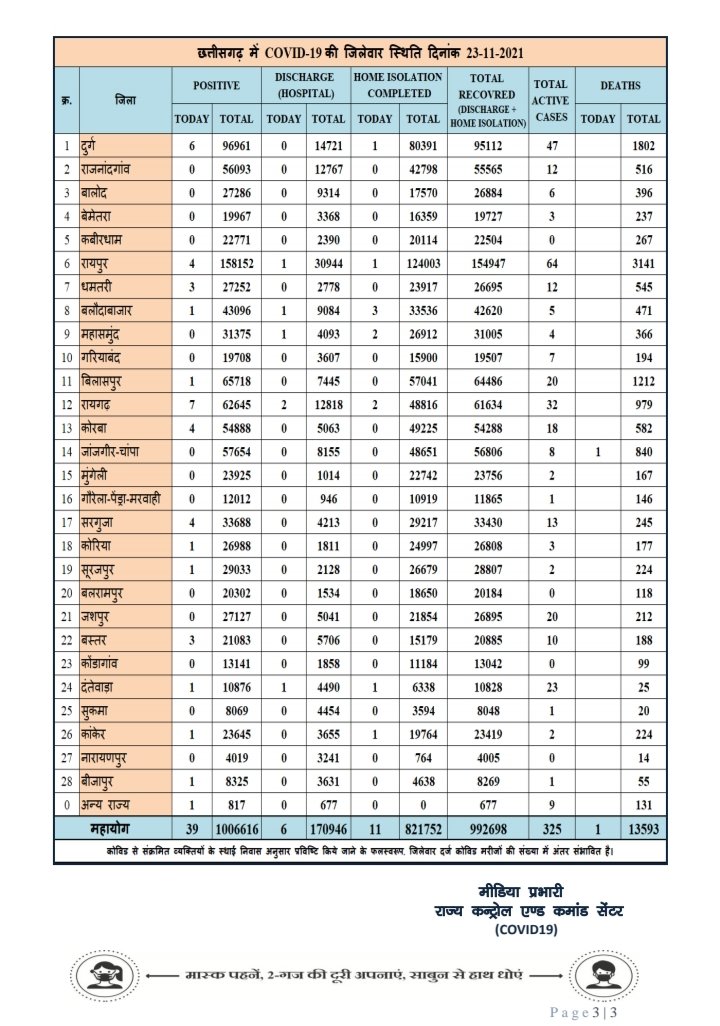 छत्तीसगढ़ में COVID-19 की जिलेवार स्थिति दिनांक 23-11-2021
क्र. जिला POSITIVE DISCHARGE (HOSPITAL) HOME ISOLATION COMPLETED TOTAL RECOVRED (DISCHARGE + HOME ISOLATION) TOTAL ACTIVE CASES DEATHS
TODAY TOTAL TODAY TOTAL TODAY TOTAL TODAY TOTAL
1 दुर्ग 6 96961 0 14721 1 80391 95112 47 1802
2 राजनांदगांव 0 56093 0 12767 0 42798 55565 12 516
3 बालोद 0 27286 0 9314 0 17570 26884 6 396
4 बेमेतरा 0 19967 0 3368 0 16359 19727 3 237
5 कबीरधाम 0 22771 0 2390 0 20114 22504 0 267
6 रायपुर 4 158152 1 30944 1 124003 154947 64 3141
7 धमतरी 3 27252 0 2778 0 23917 26695 12 545
8 बलौदाबाजार 1 43096 1 9084 3 33536 42620 5 471
9 महासमुंद 0 31375 1 4093 2 26912 31005 4 366
10 गरियाबंद 0 19708 0 3607 0 15900 19507 7 194
11 बिलासपुर 1 65718 0 7445 0 57041 64486 20 1212
12 रायगढ़ 7 62645 2 12818 2 48816 61634 32 979
13 कोरबा 4 54888 0 5063 0 49225 54288 18 582
14 जांजगीर-चांपा 0 57654 0 8155 0 48651 56806 8 1 840
15 मुंगेली 0 23925 0 1014 0 22742 23756 2 167
16 गौरेला-पेंड्रा-मरवाही 0 12012 0 946 0 10919 11865 1 146
17 सरगुजा 4 33688 0 4213 0 29217 33430 13 245
18 कोरिया 1 26988 0 1811 0 24997 26808 3 177
19 सूरजपुर 1 29033 0 2128 0 26679 28807 2 224
20 बलरामपुर 0 20302 0 1534 0 18650 20184 0 118
21 जशपुर 0 27127 0 5041 0 21854 26895 20 212
22 बस्तर 3 21083 0 5706 0 15179 20885 10 188
23 कोंडागांव 0 13141 0 1858 0 11184 13042 0 99
24 दंतेवाड़ा 1 10876 1 4490 1 6338 10828 23 25
25 सुकमा 0 8069 0 4454 0 3594 8048 1 20
26 कांकेर 1 23645 0 3655 1 19764 23419 2 224
27 नारायणपुर 0 4019 0 3241 0 764 4005 0 14
28 बीजापुर 1 8325 0 3631 0 4638 8269 1 55
0 अन्य राज्य 1 817 0 677 0 0 677 9 131
महायोग 39 1006616 6 170946 11 821752 992698 325 1 13593
कोविड से संक्रमित व्यक्तियों के स्थाई निवास अनुसार प्रविष्टि किये जाने के फलस्वरूप, जिलेवार दर्ज कोविड मरीजों की संख्या में अंतर संभावित है।
मीडिया प्रभारी
राज्य कन्ट्रोल एण्ड कमांड सेंटर
(COVID19)
मास्क पहनें, 2-गज की दूरी अपनाएं, साबुन से हाथ धोएं
Page 3|3